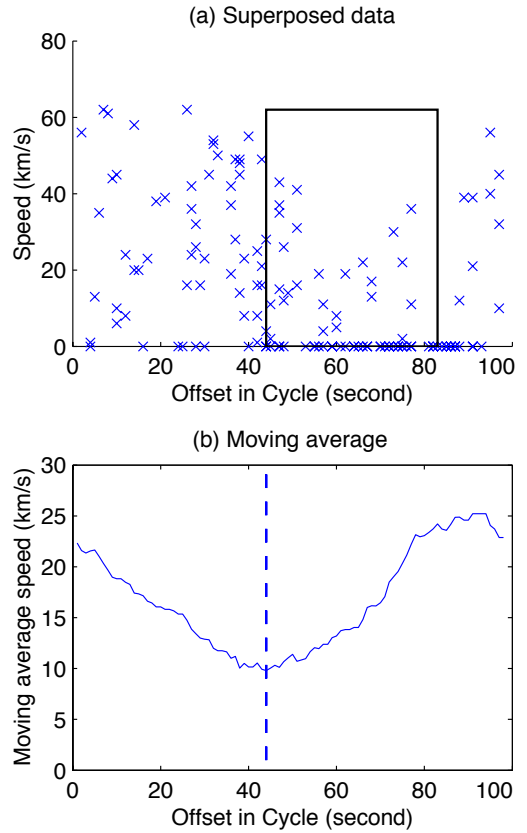 (a) Superposed data
80
60
40
20
0
Speed (km/s)
0 20 40 60 80 100
Offset in Cycle (second)
(b) Moving average
30
25
20
15
10
5
0
Moving average speed (km/s)
0 20 40 60 80 100
Offset in Cycle (second)